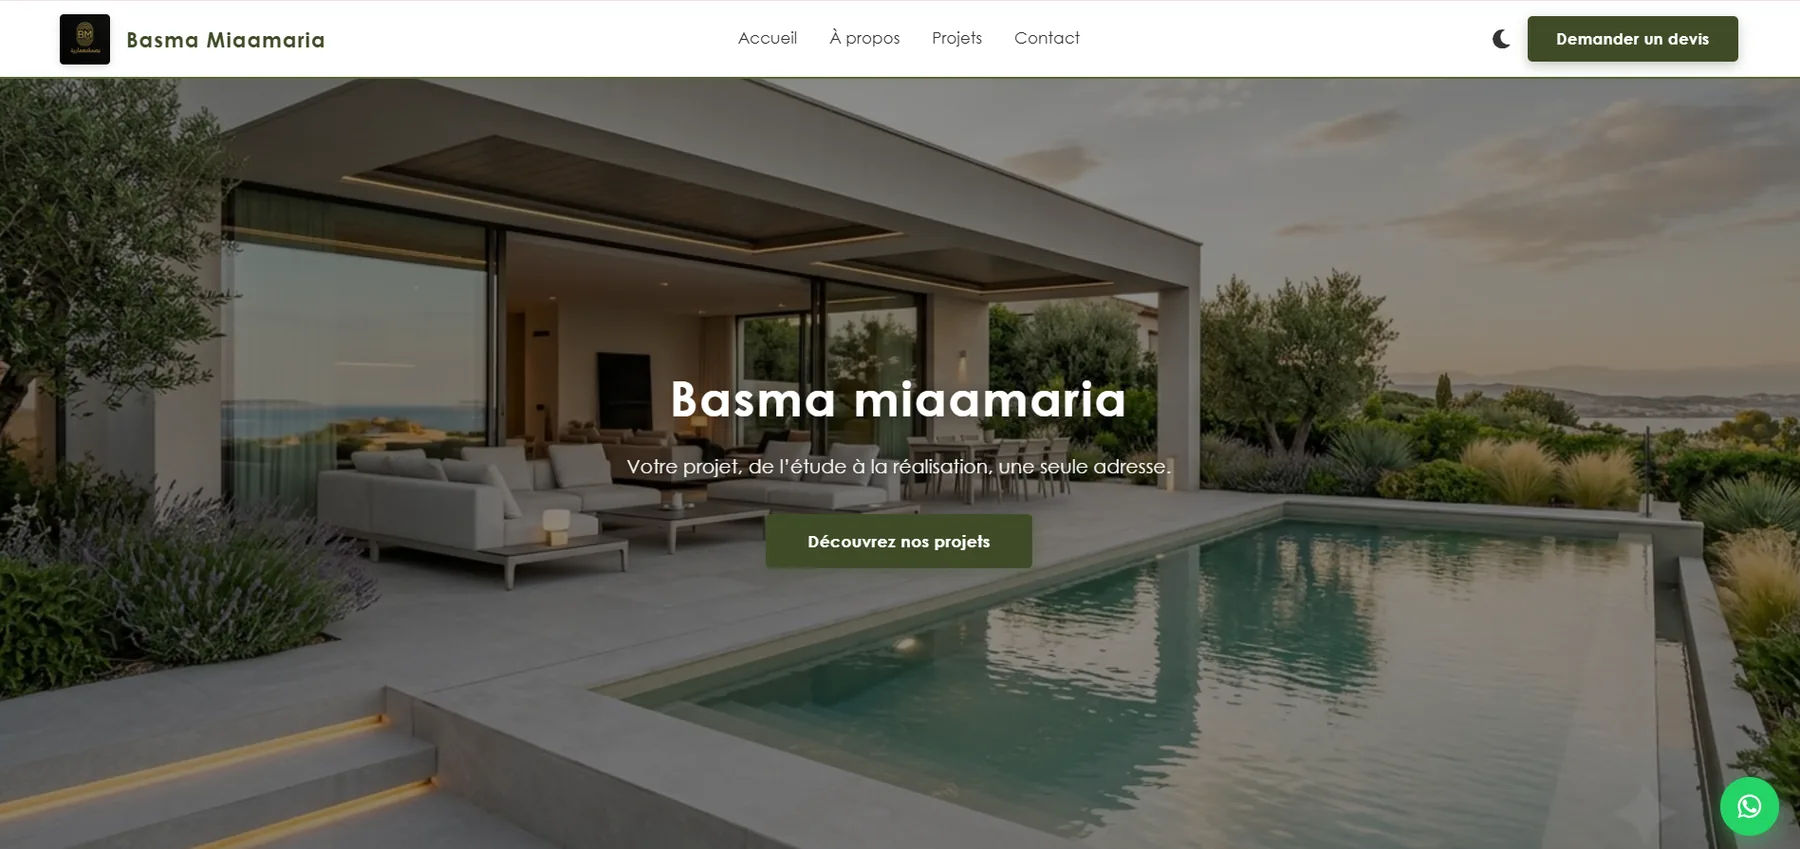 BM
Basma Miaamaria
Accueil
À propos
Projets
Contact
Demander un devis
Basma miaamaria
Votre projet, de l’étude à la réalisation, une seule adresse.
Découvrez nos projets